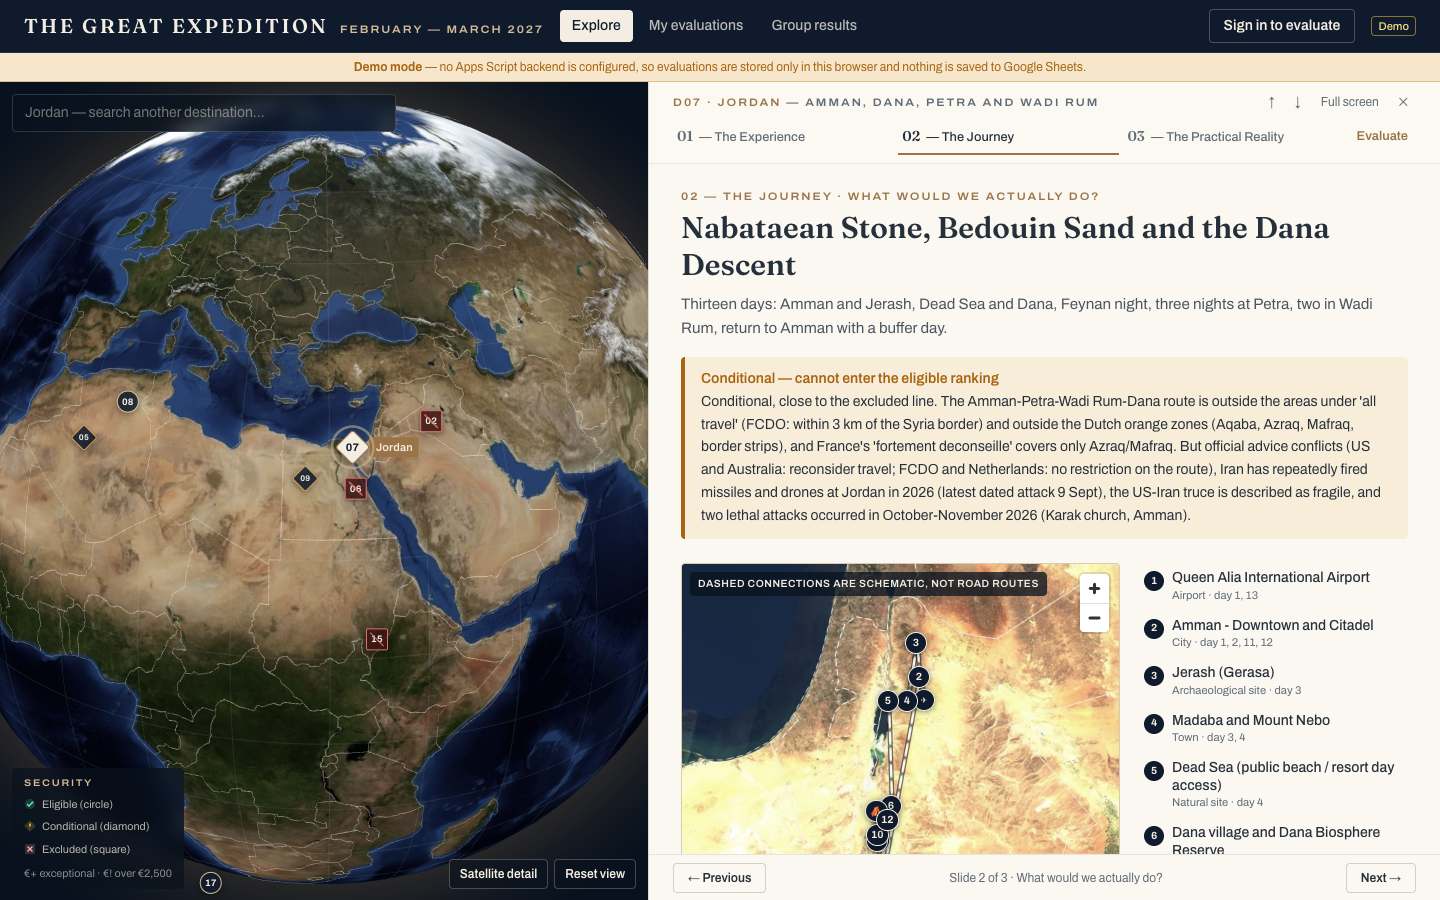 THE GREAT EXPEDITION FEBRUARY — MARCH 2027 Explore My evaluations Group results Sign in to evaluate Demo
Demo mode — no Apps Script backend is configured, so evaluations are stored only in this browser and nothing is saved to Google Sheets.
Jordan — search another destination...
08
05
02
07 Jordan
09
06
15
SECURITY
Eligible (circle)
Conditional (diamond)
Excluded (square)
€+ exceptional · €! over €2,500
17
Satellite detail Reset view
D07 · JORDAN — AMMAN, DANA, PETRA AND WADI RUM ↑ ↓ Full screen ×
01 — The Experience 02 — The Journey 03 — The Practical Reality Evaluate
02 — THE JOURNEY · WHAT WOULD WE ACTUALLY DO?
Nabataean Stone, Bedouin Sand and the Dana
Descent
Thirteen days: Amman and Jerash, Dead Sea and Dana, Feynan night, three nights at Petra, two in Wadi
Rum, return to Amman with a buffer day.
Conditional — cannot enter the eligible ranking
Conditional, close to the excluded line. The Amman-Petra-Wadi Rum-Dana route is outside the areas under 'all
travel' (FCDO: within 3 km of the Syria border) and outside the Dutch orange zones (Aqaba, Azraq, Mafraq,
border strips), and France's 'fortement deconseille' covers only Azraq/Mafraq. But official advice conflicts (US
and Australia: reconsider travel; FCDO and Netherlands: no restriction on the route), Iran has repeatedly fired
missiles and drones at Jordan in 2026 (latest dated attack 9 Sept), the US-Iran truce is described as fragile, and
two lethal attacks occurred in October-November 2026 (Karak church, Amman).
DASHED CONNECTIONS ARE SCHEMATIC, NOT ROAD ROUTES
+
−
3
2
5 4
6
12
10
1 Queen Alia International Airport
Airport · day 1, 13
2 Amman - Downtown and Citadel
City · day 1, 2, 11, 12
3 Jerash (Gerasa)
Archaeological site · day 3
4 Madaba and Mount Nebo
Town · day 3, 4
5 Dead Sea (public beach / resort day
access)
Natural site · day 4
6 Dana village and Dana Biosphere
Reserve
← Previous Slide 2 of 3 · What would we actually do? Next →